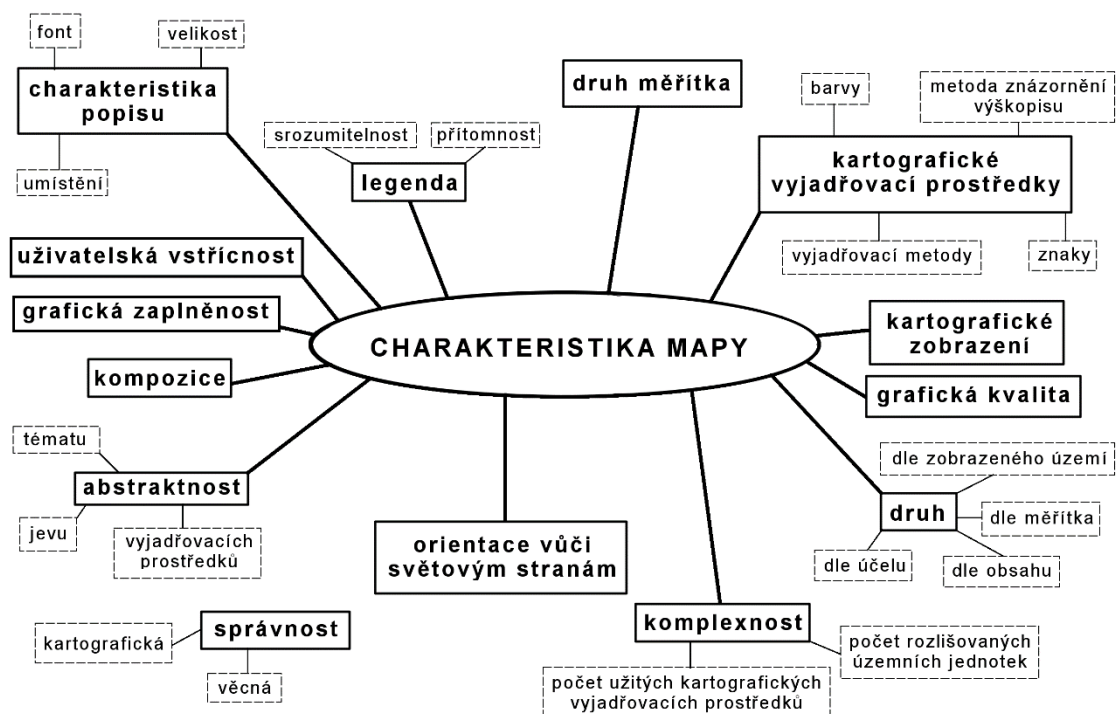 font
velikost
charakteristika
popisu
umístění
srozumitelnost
přítomnost
legenda
druh měřítka
barvy
metoda znázornění
výškopisu
kartografické
vyjadřovací prostředky
vyjadřovací metody
znaky
uživatelská vstřícnost
grafická zaplněnost
kompozice
CHARAKTERISTIKA MAPY
kartografické
zobrazení
grafická kvalita
tématu
abstraktnost
jevu
vyjadřovacích
prostředků
orientace vůči
světovým stranám
dle zobrazeného území
druh
dle měřítka
dle účelu
dle obsahu
správnost
kartografická
věcná
komplexnost
počet rozlišovaných
územních jednotek
počet užitých kartografických
vyjadřovacích prostředků